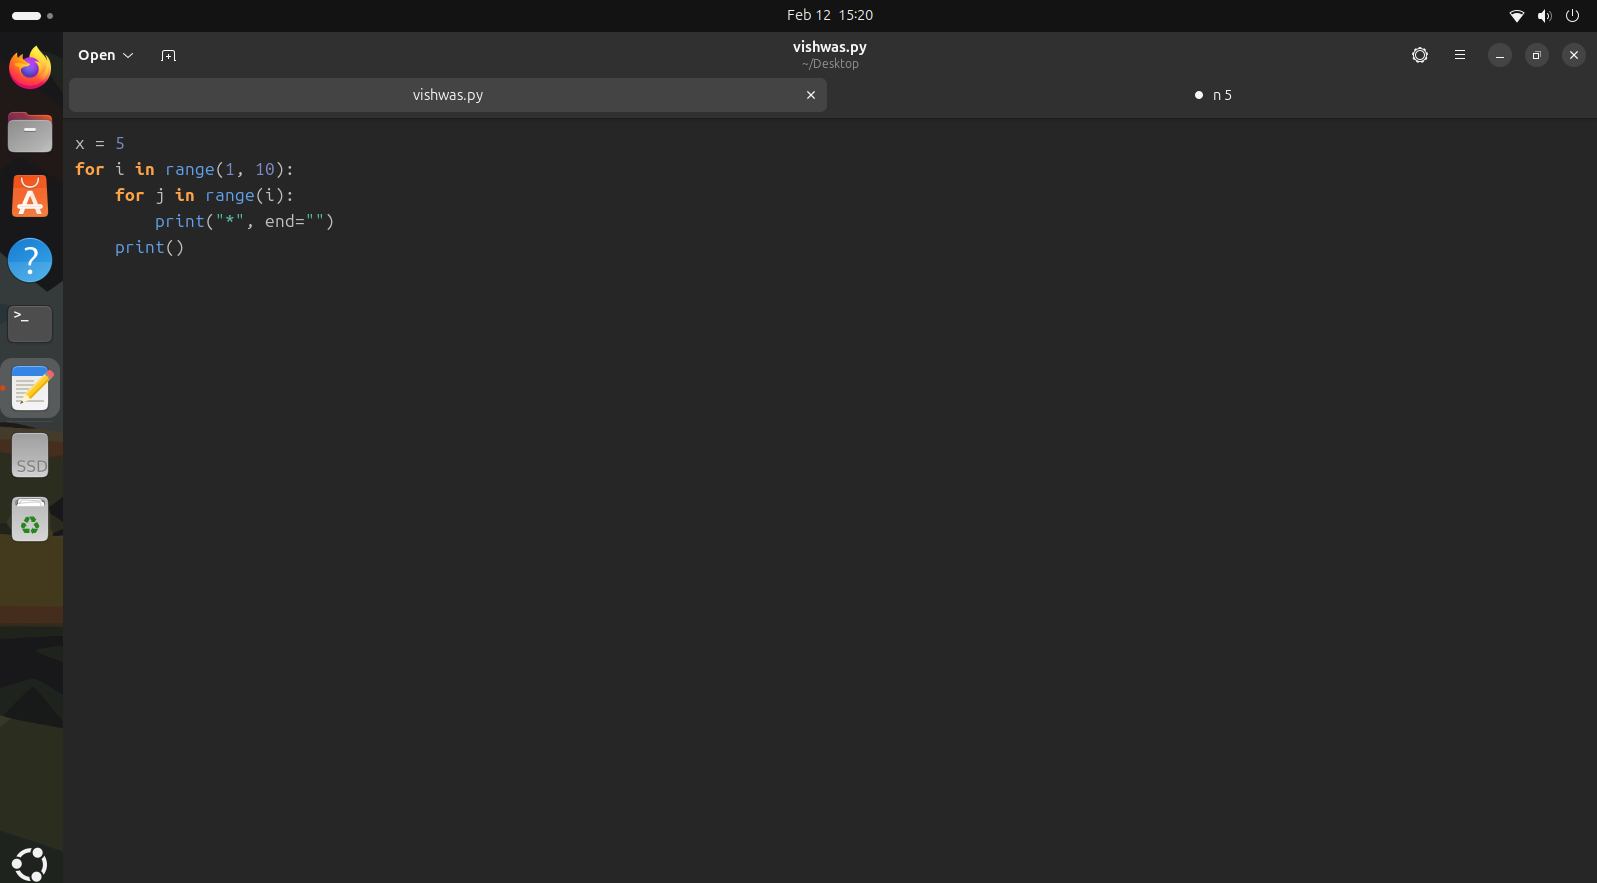 Feb 12 15:20
Open
vishwas.py
~/Desktop
vishwas.py
n 5
x = 5
for i in range(1, 10):
    for j in range(i):
        print("*", end="")
    print()
?
>_
SSD